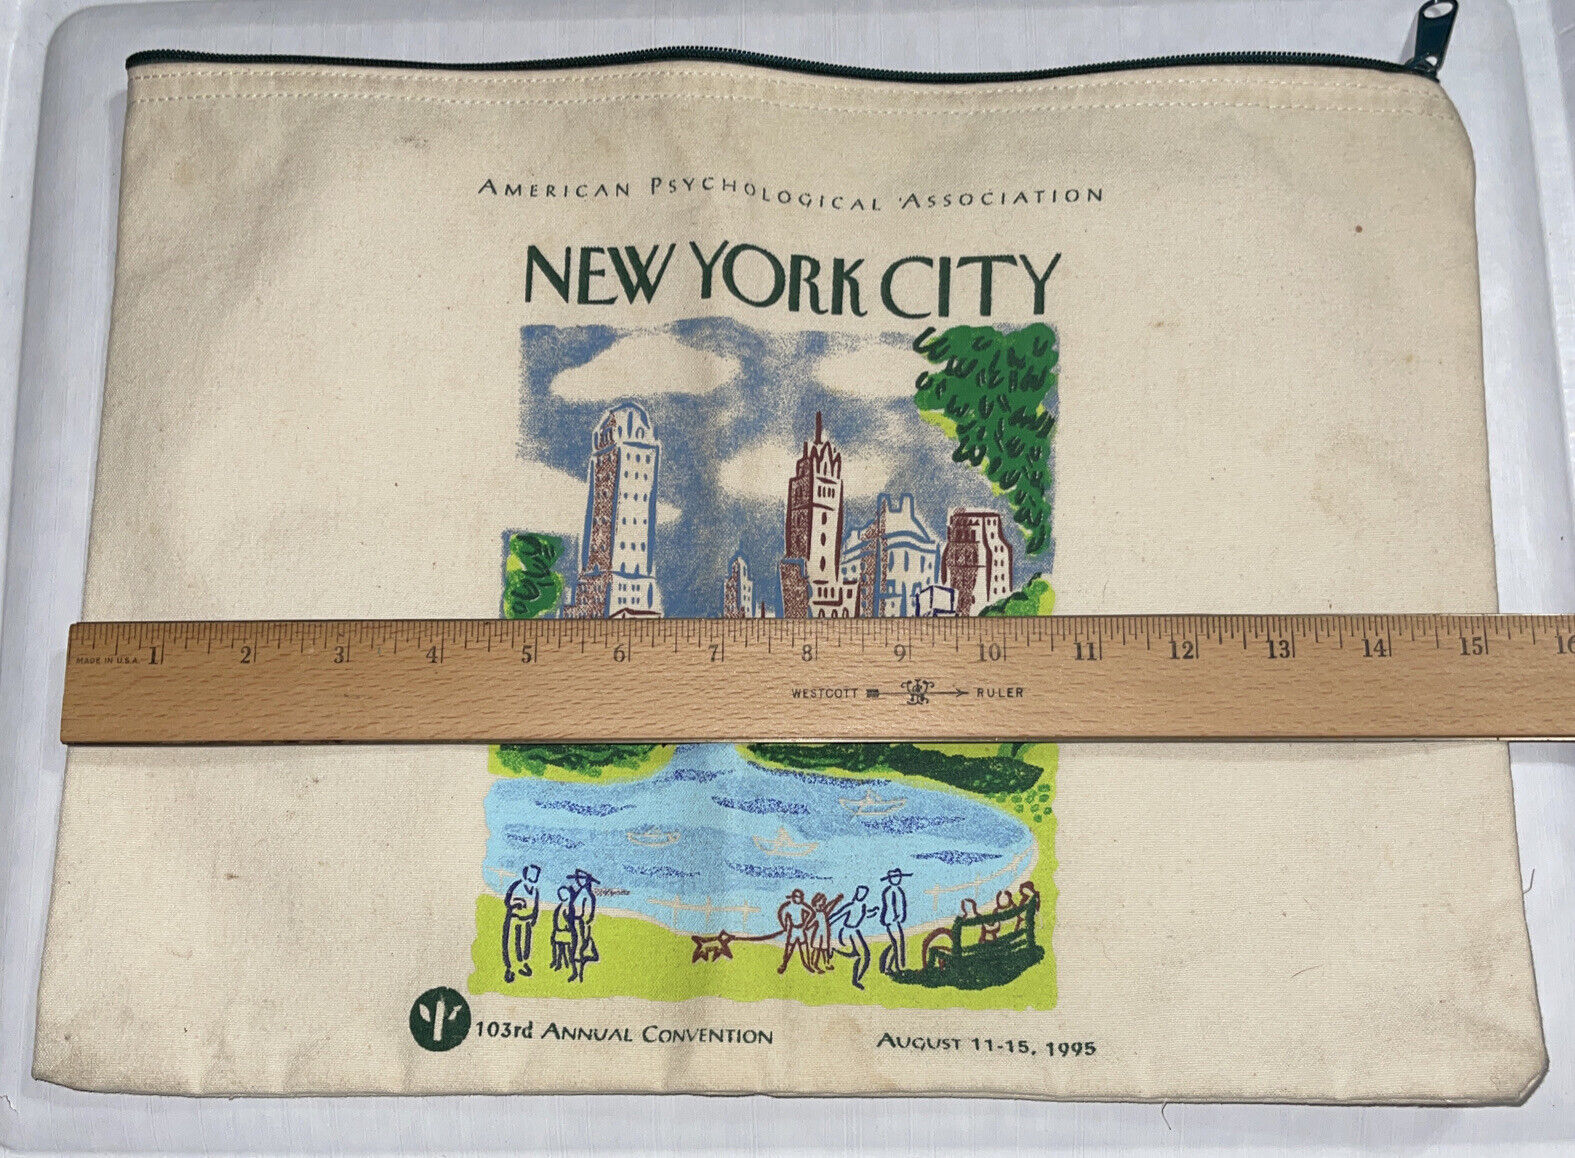 AMERICAN PSYCHOLOGICAL ASSOCIATION
NEW YORK CITY
1 2 3 4 5 6 7 8 9 10 11 12 13 14 15 16
MADE IN U.S.A.
WESTCOTT RULER
103rd ANNUAL CONVENTION AUGUST 11-15, 1995